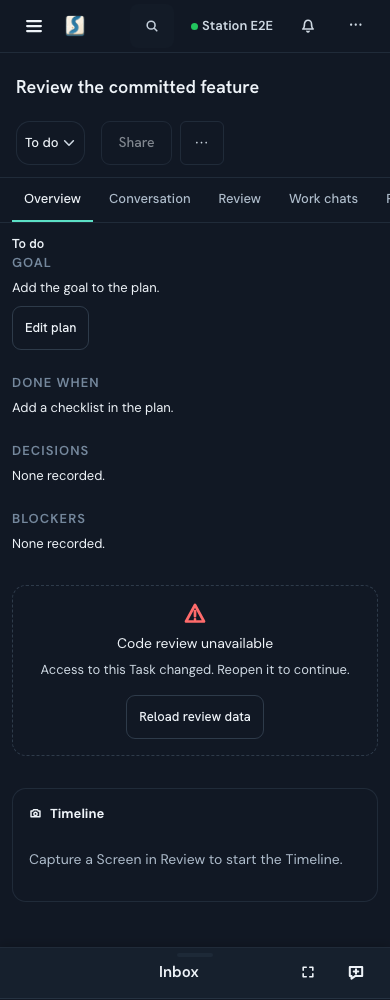 Station E2E
Review the committed feature
To do
Share
Overview
Conversation
Review
Work chats
To do
GOAL
Add the goal to the plan.
Edit plan
DONE WHEN
Add a checklist in the plan.
DECISIONS
None recorded.
BLOCKERS
None recorded.
Code review unavailable
Access to this Task changed. Reopen it to continue.
Reload review data
Timeline
Capture a Screen in Review to start the Timeline.
Inbox